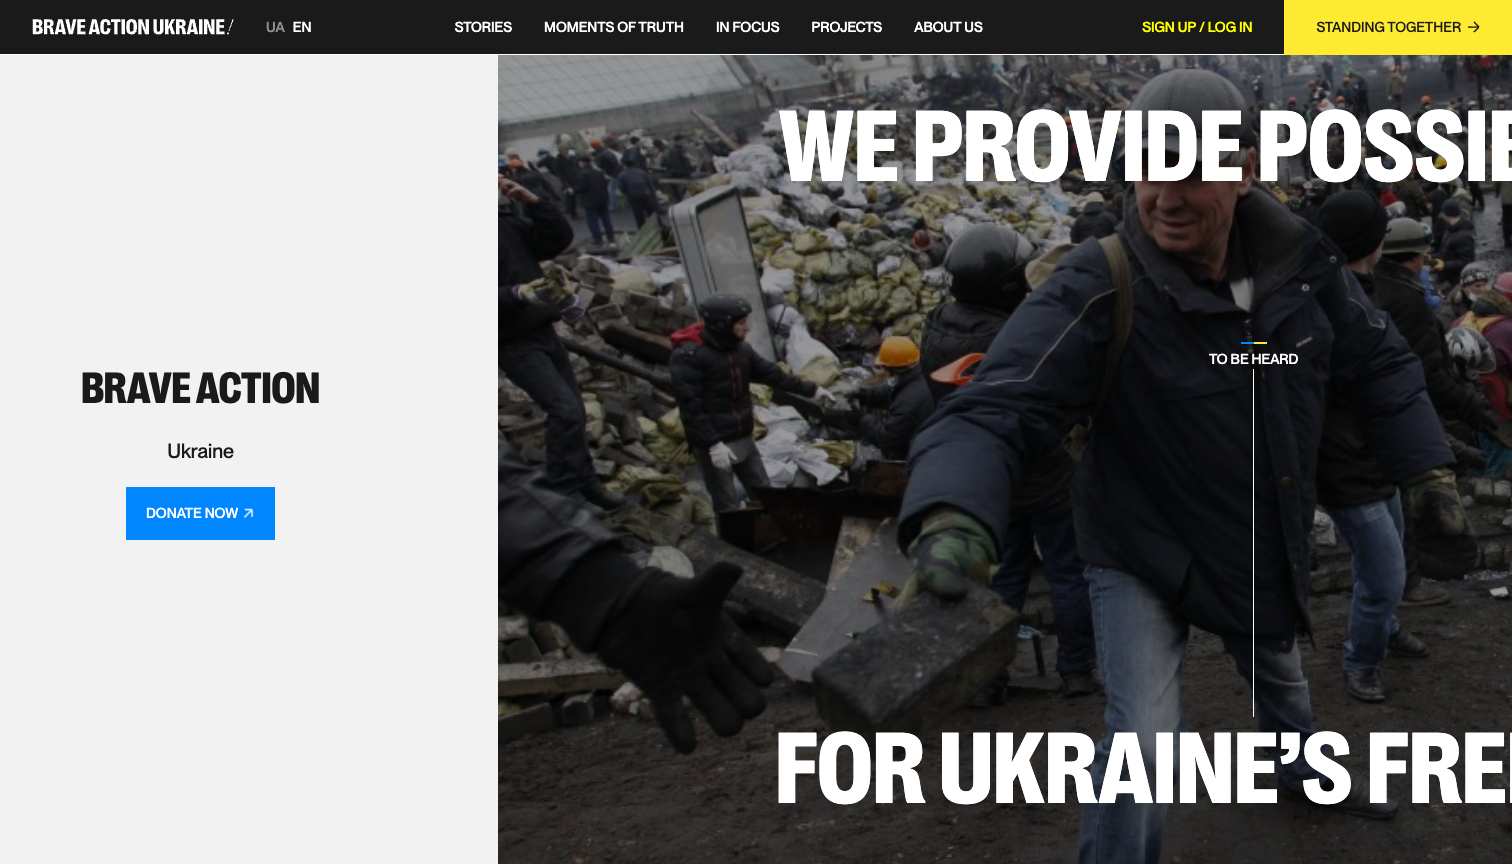 BRAVE ACTION UKRAINE/
UA EN
STORIES
MOMENTS OF TRUTH
IN FOCUS
PROJECTS
ABOUT US
SIGN UP / LOG IN
STANDING TOGETHER →
BRAVE ACTION
Ukraine
DONATE NOW ↗
WE PROVIDE
TO BE HEARD
FOR UKRAINE’S